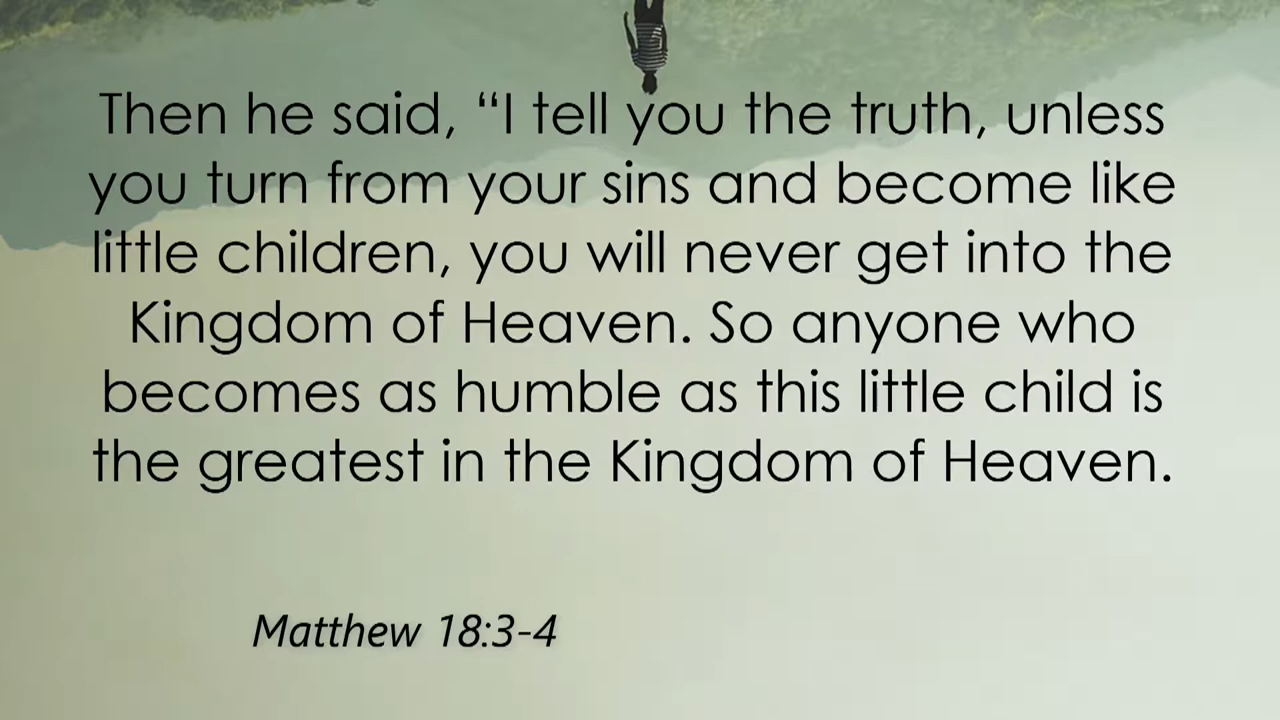 Then he said, “I tell you the truth, unless
you turn from your sins and become like
little children, you will never get into the
Kingdom of Heaven. So anyone who
becomes as humble as this little child is
the greatest in the Kingdom of Heaven.
Matthew 18:3-4